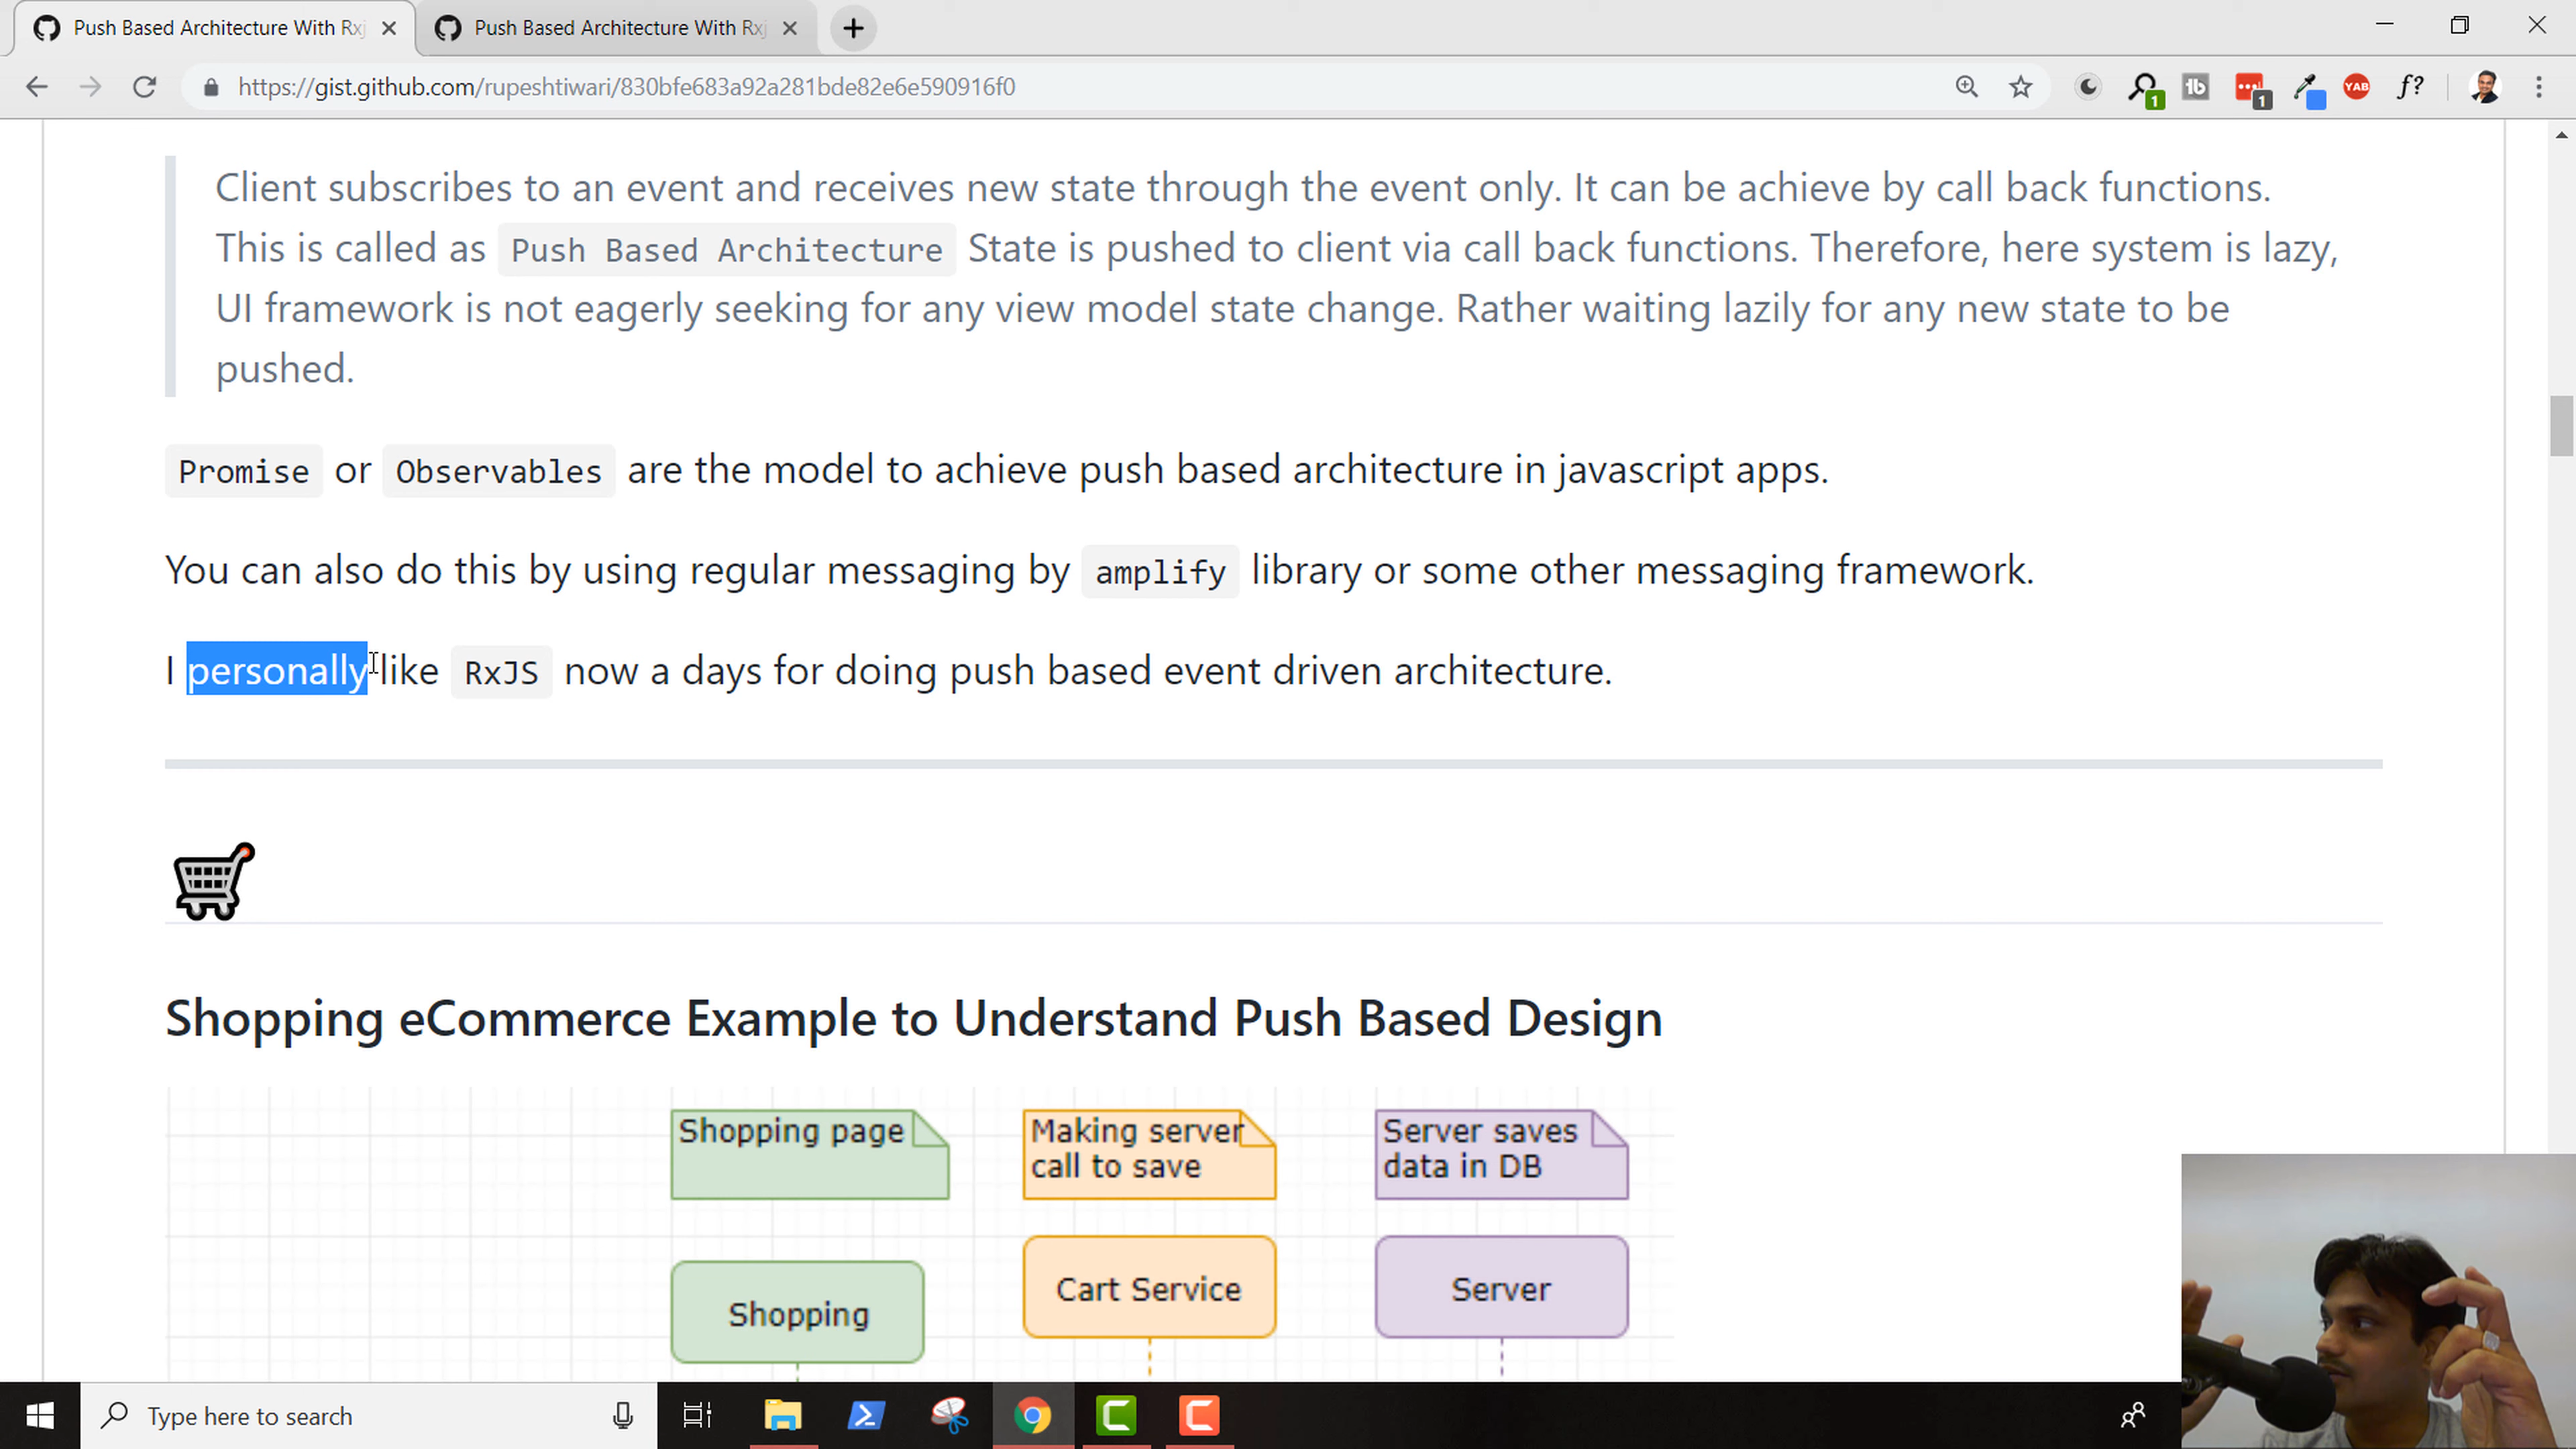 Push Based Architecture With Rxj
Push Based Architecture With Rxj
https://gist.github.com/rupeshtiwari/830bfe683a92a281bde82e6e590916f0
1
1
YAB
f?
Client subscribes to an event and receives new state through the event only. It can be achieve by call back functions.
This is called as Push Based Architecture State is pushed to client via call back functions. Therefore, here system is lazy,
UI framework is not eagerly seeking for any view model state change. Rather waiting lazily for any new state to be
pushed.
Promise or Observables are the model to achieve push based architecture in javascript apps.
You can also do this by using regular messaging by amplify library or some other messaging framework.
I personally like RxJS now a days for doing push based event driven architecture.
Shopping eCommerce Example to Understand Push Based Design
Shopping page
Making server
call to save
Server saves
data in DB
Shopping
Cart Service
Server
Type here to search